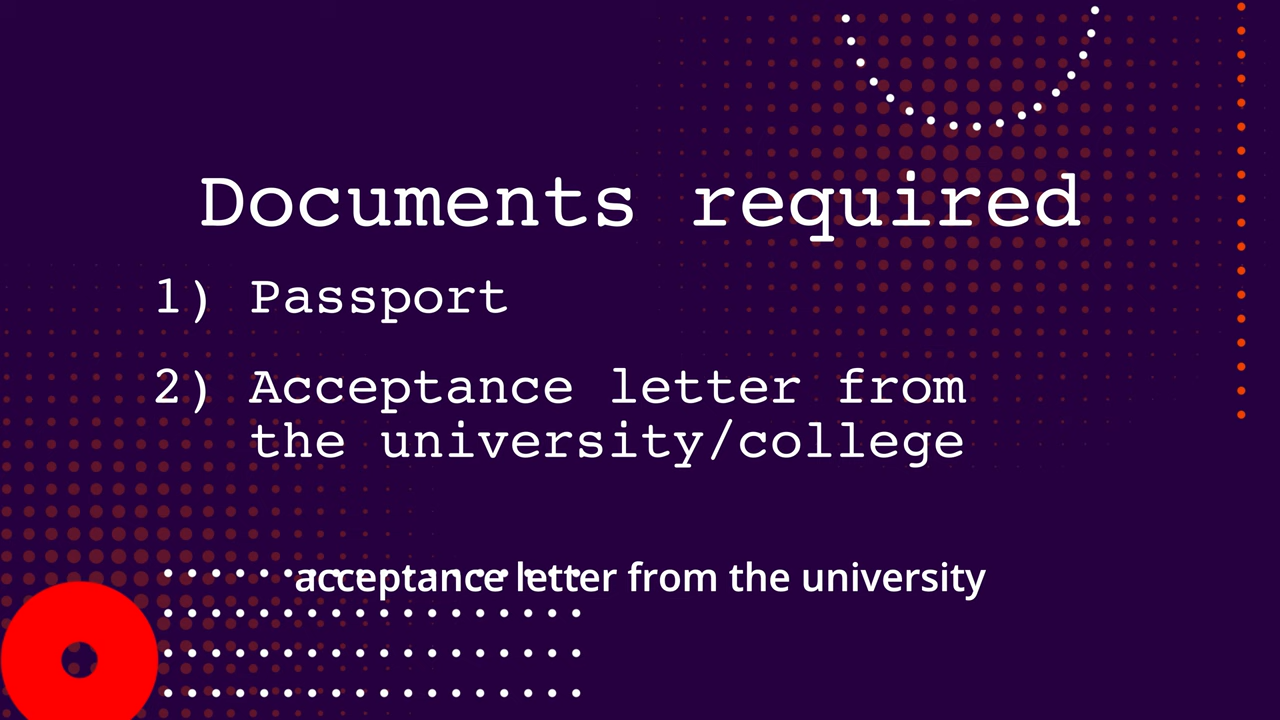 Documents required
1) Passport
2) Acceptance letter from
the university/college
acceptance letter from the university